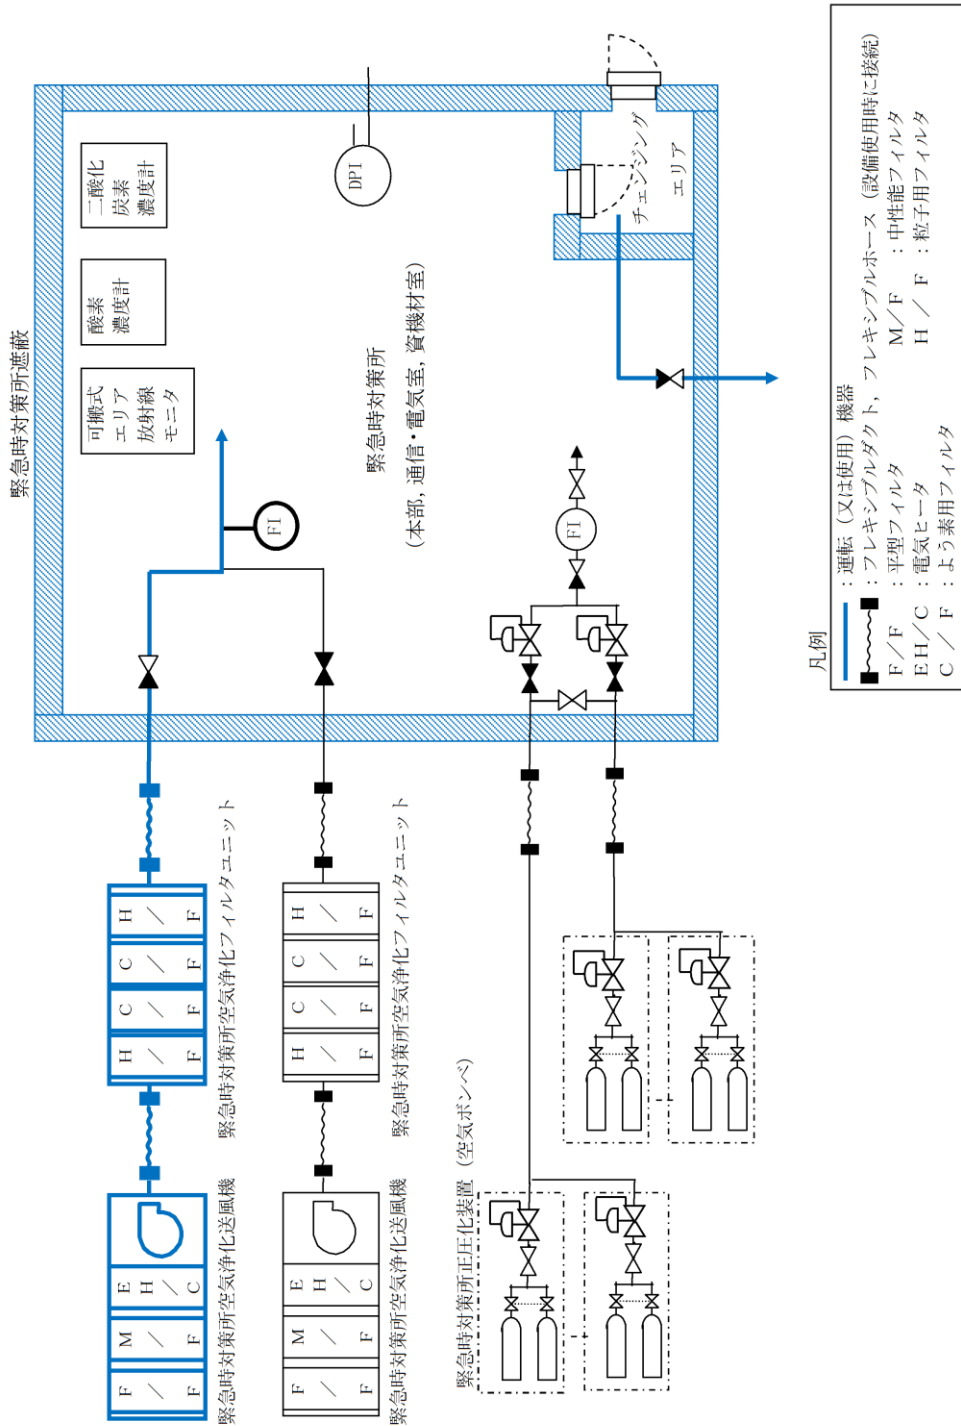 緊急時対策所遮蔽
可搬式
エリア
放射線
モニタ
酸素
濃度計
二酸化
炭素
濃度計
FI
DPI
緊急時対策所
(本部, 通信・電気室, 資機材室)
FI
チェンジング
エリア
F/F
M/F
EH/C
緊急時対策所空気浄化送風機
H/F
C/F
C/F
H/F
緊急時対策所空気浄化フィルタユニット
F/F
M/F
EH/C
緊急時対策所空気浄化送風機
H/F
C/F
C/F
H/F
緊急時対策所空気浄化フィルタユニット
緊急時対策所正圧化装置 (空気ボンベ)
凡例
:運転 (又は使用) 機器
:フレキシブルダクト, フレキシブルホース (設備使用時に接続)
F/F :平型フィルタ M/F :中性能フィルタ
EH/C :電気ヒータ H/F :粒子用フィルタ
C/F :よう素用フィルタ